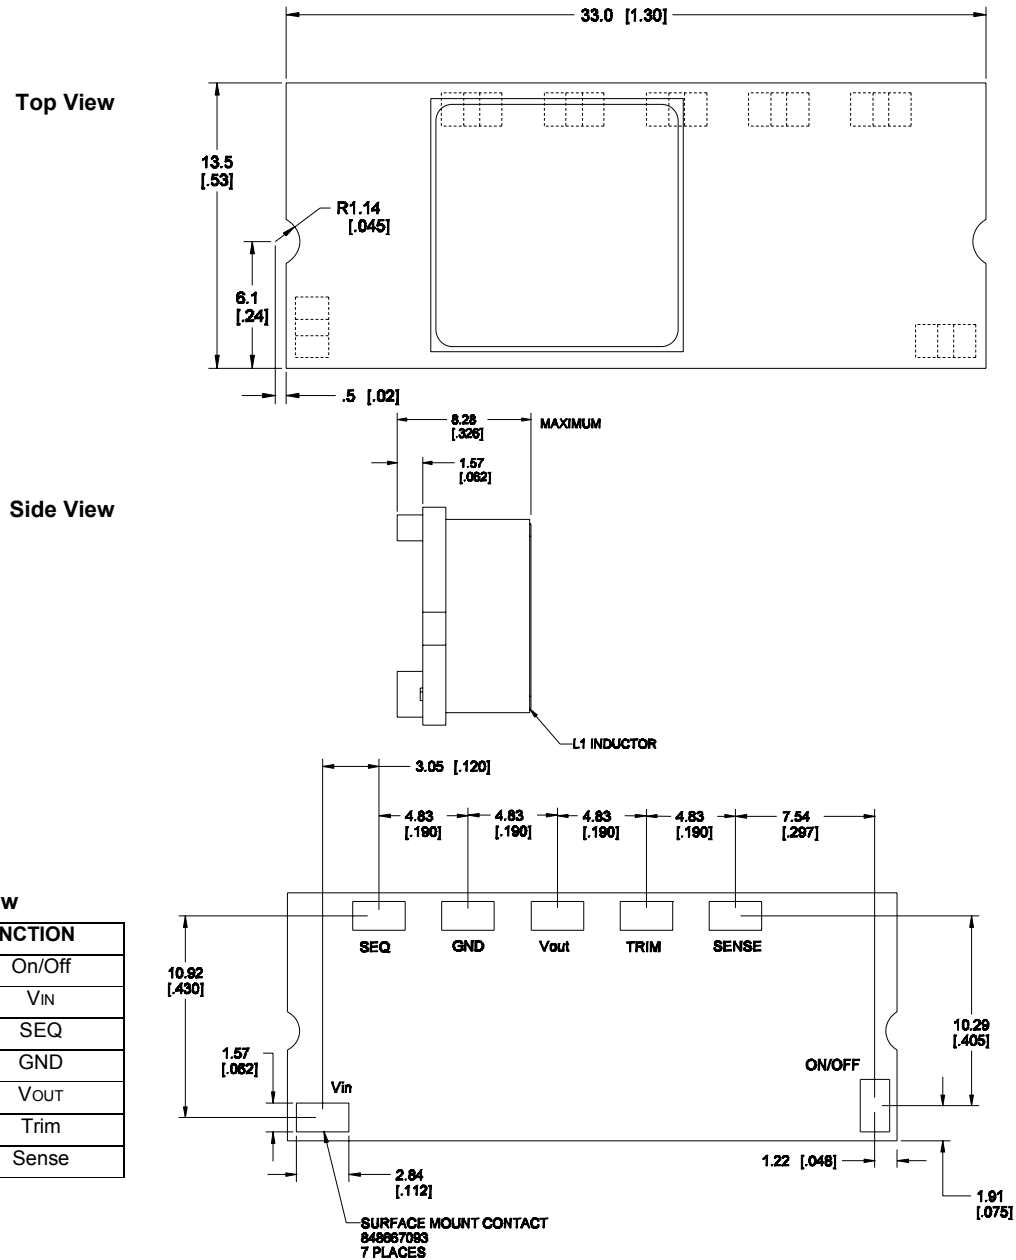 33.0 [1.30]
Top View
13.5
[.53]
R1.14
[.045]
6.1
[.24]
.5 [.02]
8.28
[.326]
MAXIMUM
1.57
[.062]
Side View
L1 INDUCTOR
3.05 [.120]
4.83
[.190]
4.83
[.190]
4.83
[.190]
4.83
[.190]
7.54
[.297]
w
NCTION
On/Off
VIN
SEQ
GND
VOUT
Trim
Sense
SEQ
GND
Vout
TRIM
SENSE
10.92
[.430]
10.29
[.405]
1.57
[.062]
Vin
ON/OFF
2.84
[.112]
1.22 [.048]
1.91
[.075]
SURFACE MOUNT CONTACT
848667093
7 PLACES